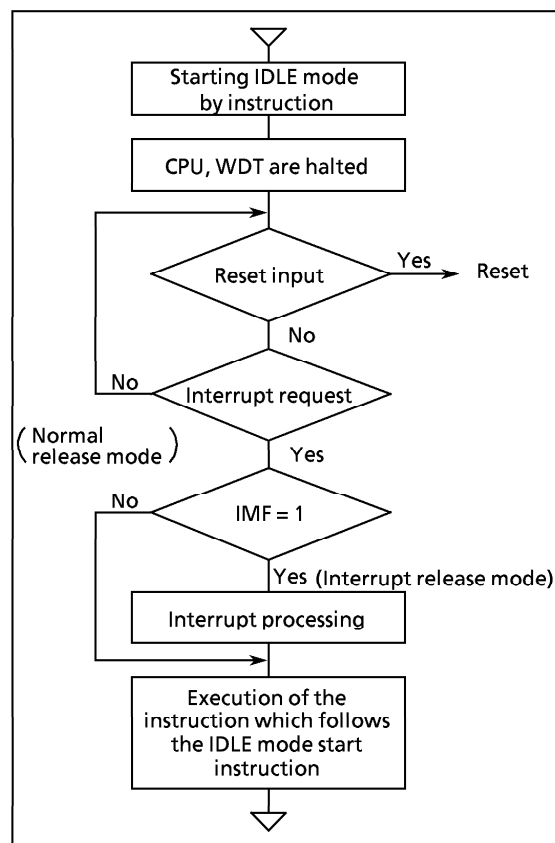 Starting IDLE mode
by instruction
CPU, WDT are halted
Reset input
Yes
Reset
No
No
Interrupt request
(Normal
release mode)
Yes
No
IMF = 1
Yes (Interrupt release mode)
Interrupt processing
Execution of the
instruction which follows
the IDLE mode start
instruction